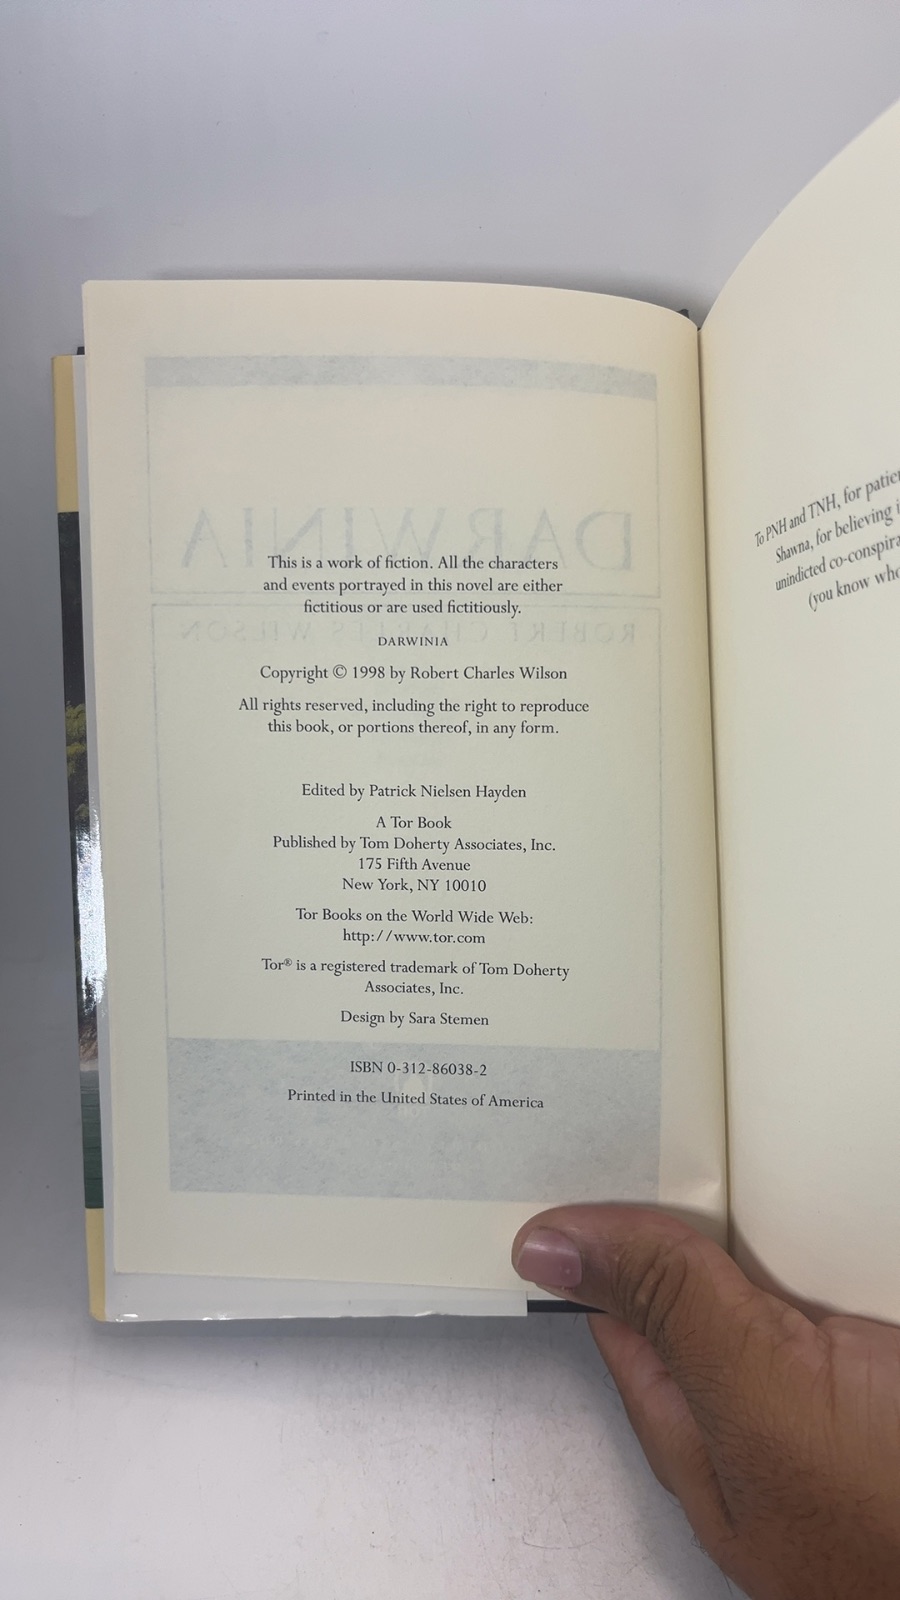 This is a work of fiction. All the characters
and events portrayed in this novel are either
fictitious or are used fictitiously.
DARWINIA
Copyright © 1998 by Robert Charles Wilson
All rights reserved, including the right to reproduce
this book, or portions thereof, in any form.
Edited by Patrick Nielsen Hayden
A Tor Book
Published by Tom Doherty Associates, Inc.
175 Fifth Avenue
New York, NY 10010
Tor Books on the World Wide Web:
http://www.tor.com
Tor® is a registered trademark of Tom Doherty
Associates, Inc.
Design by Sara Stemen
ISBN 0-312-86038-2
Printed in the United States of America
DARWINIA
ROBERT CHARLES WILSON
To PNH and TNH, for
Shawna, for believing
unindicted
(you know